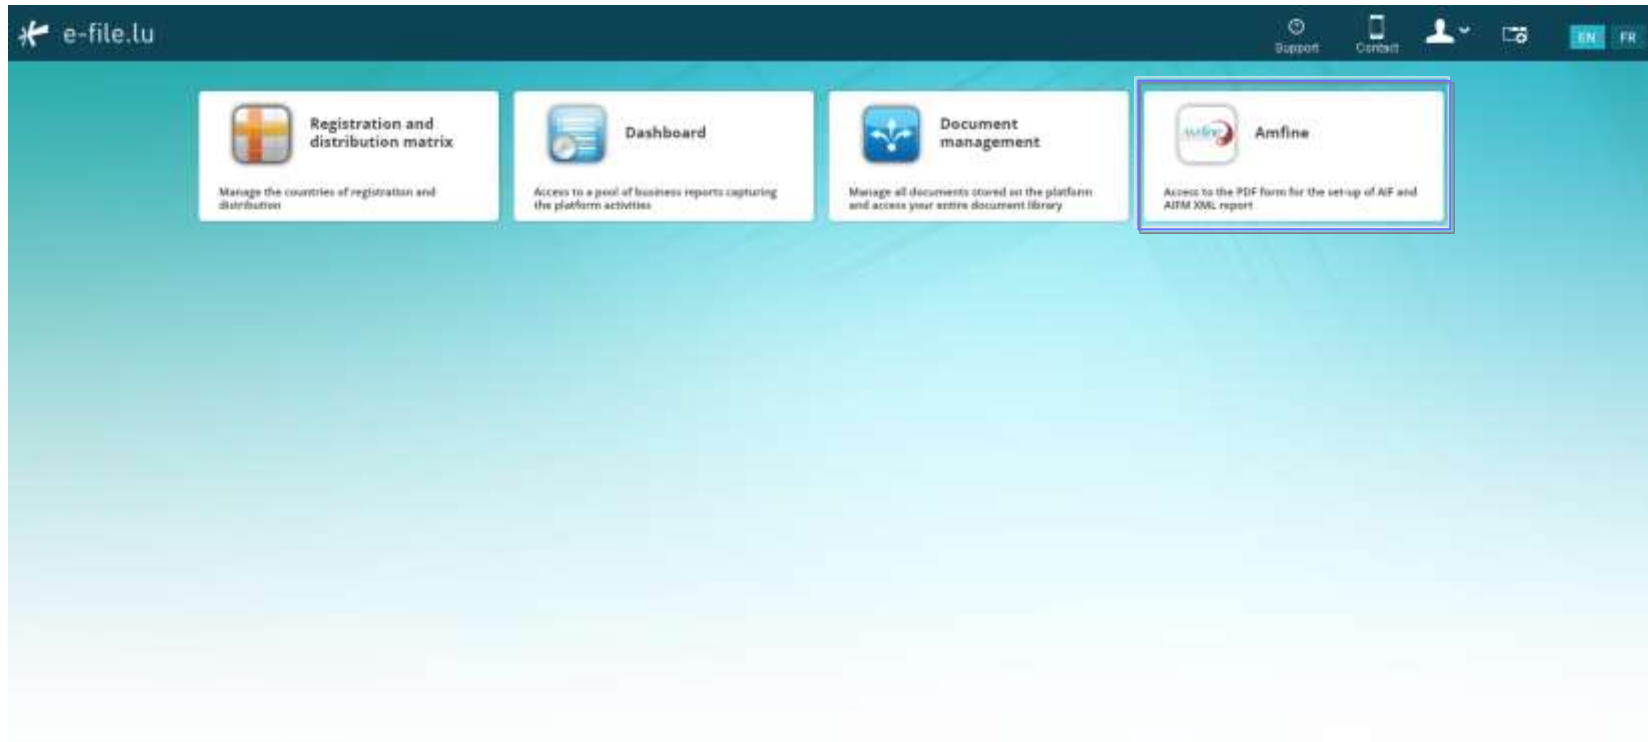 e-file.lu
Support
Contact
EN FR
Registration and
distribution matrix
Manage the countries of registration and
distribution
Dashboard
Access to a pool of business reports capturing
the platform activities
Document
management
Manage all documents stored on the platform
and access your entire document library
Amfine
Amfine
Access to the PDF form for the set-up of AIF and
AIFM XML report